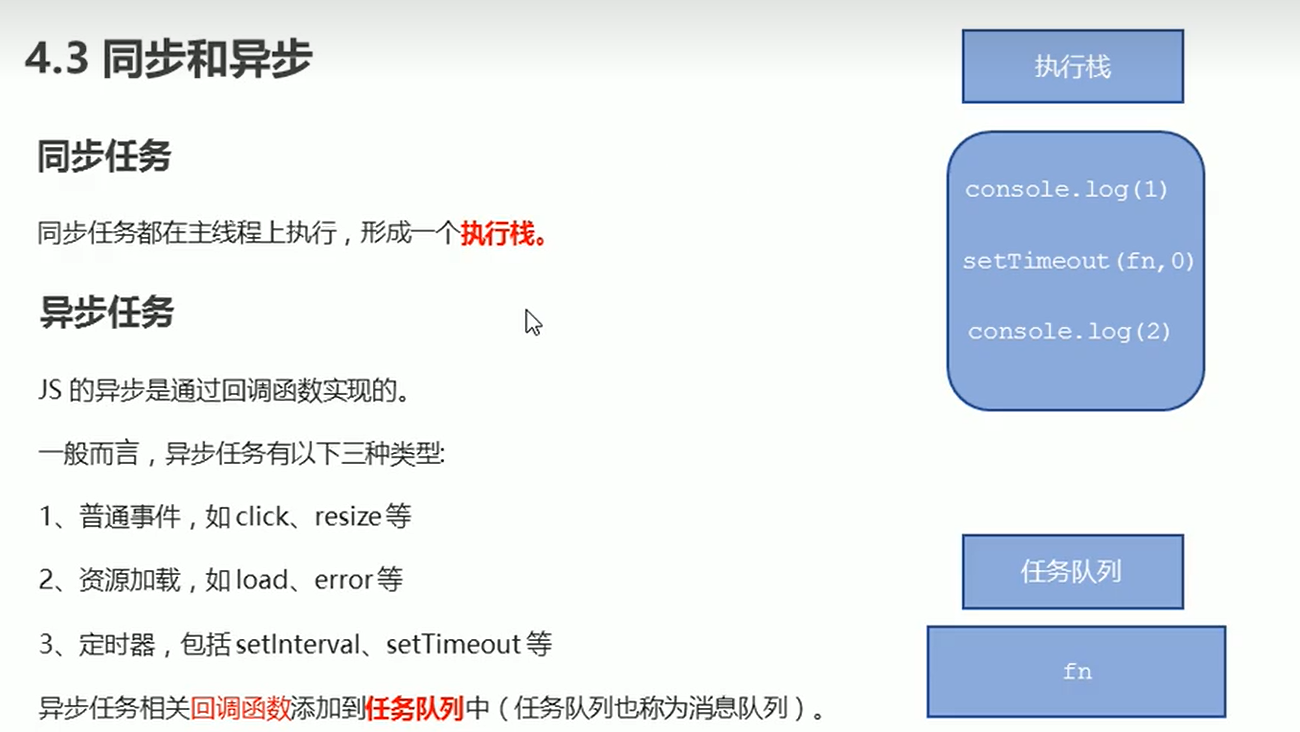 4.3 同步和异步
同步任务
同步任务都在主线程上执行，形成一个执行栈。
异步任务
JS 的异步是通过回调函数实现的。
一般而言，异步任务有以下三种类型:
1、普通事件，如 click、resize 等
2、资源加载，如 load、error 等
3、定时器，包括 setInterval、setTimeout 等
异步任务相关回调函数添加到任务队列中（任务队列也称为消息队列）。
执行栈
console.log(1)
setTimeout(fn,0)
console.log(2)
任务队列
fn